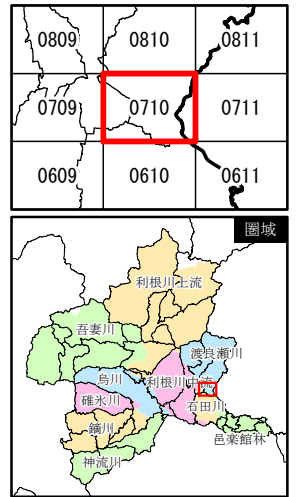 0809 0810 0811
0709 0710 0711
0609 0610 0611
圏域
利根川上流
吾妻川
渡良瀬川
烏川 利根川中流
碓氷川 石田川
鏑川 邑楽館林
神流川